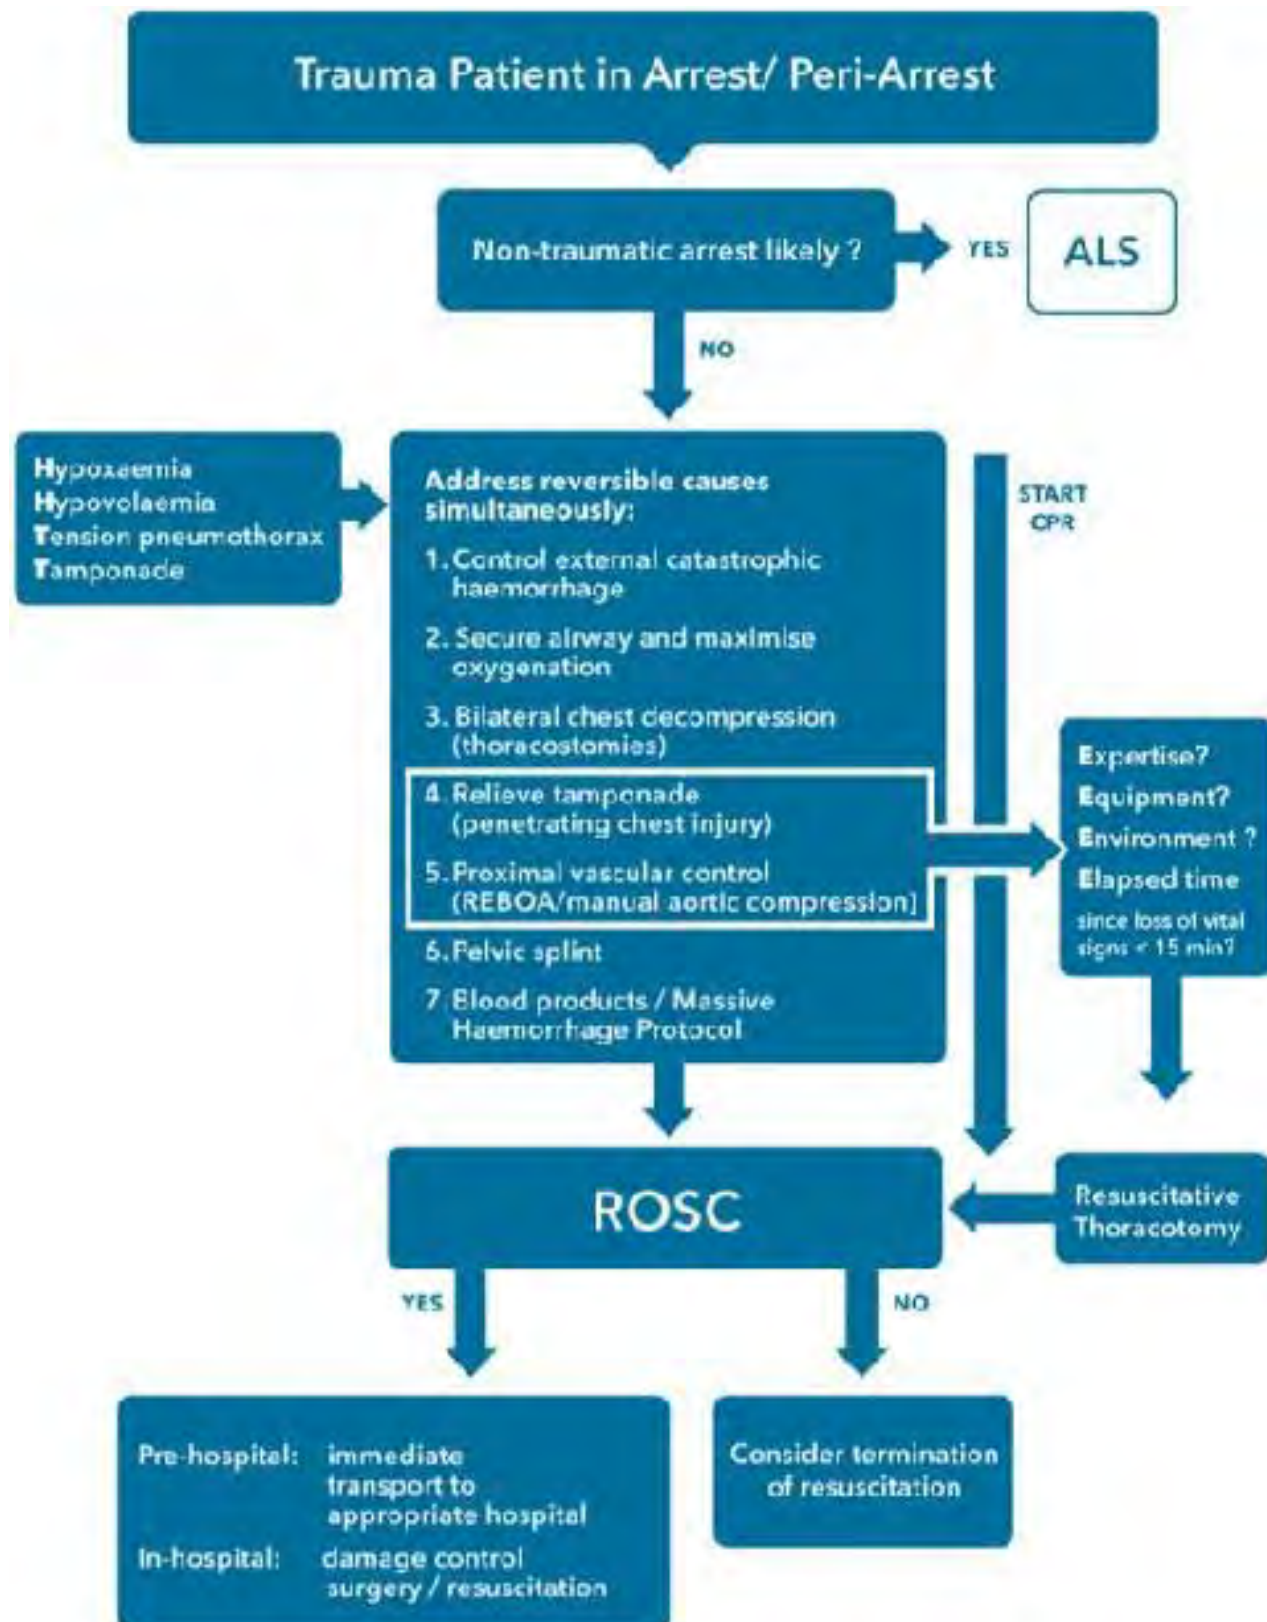 Trauma Patient in Arrest/ Peri-Arrest
Non-traumatic arrest likely ?
YES
ALS
NO
Hypoxaemia
Hypovolaemia
Tension pneumothorax
Tamponade
Address reversible causes
simultaneously:
1. Control external catastrophic
haemorrhage
2. Secure airway and maximise
oxygenation
3. Bilateral chest decompression
(thoracostomies)
4. Relieve tamponade
(penetrating chest injury)
5. Proximal vascular control
(REBOA/manual aortic compression)
6. Pelvic splint
7. Blood products / Massive
Haemorrhage Protocol
START
CPR
Expertise?
Equipment?
Environment ?
Elapsed time
since loss of vital
signs < 15 min?
Resuscitative
Thoracotomy
ROSC
YES
NO
Pre-hospital: immediate
transport to
appropriate hospital
In-hospital: damage control
surgery / resuscitation
Consider termination
of resuscitation